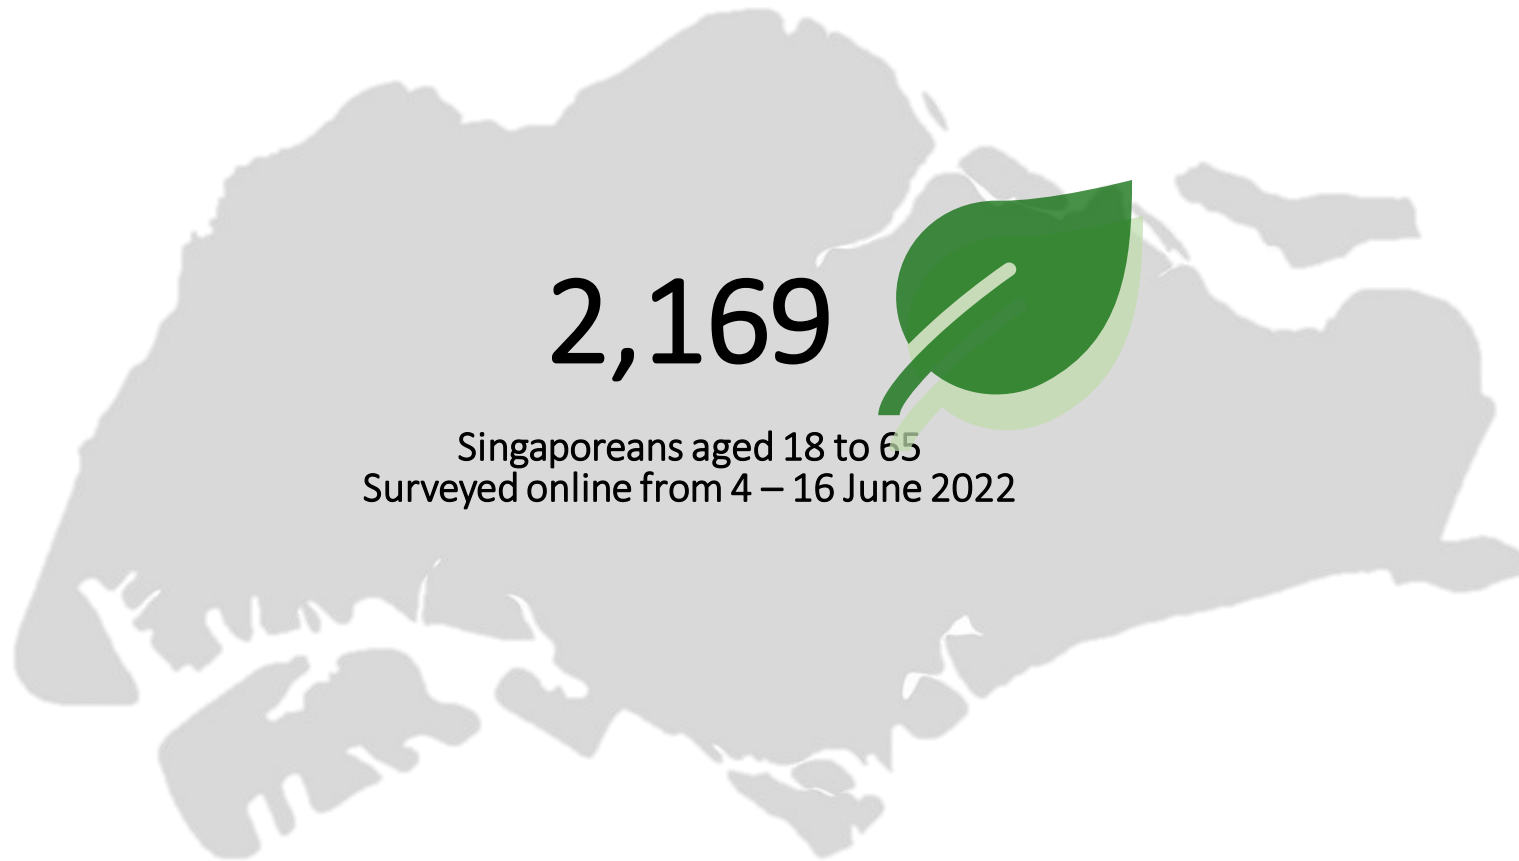 2,169
Singaporeans aged 18 to 65
Surveyed online from 4 – 16 June 2022